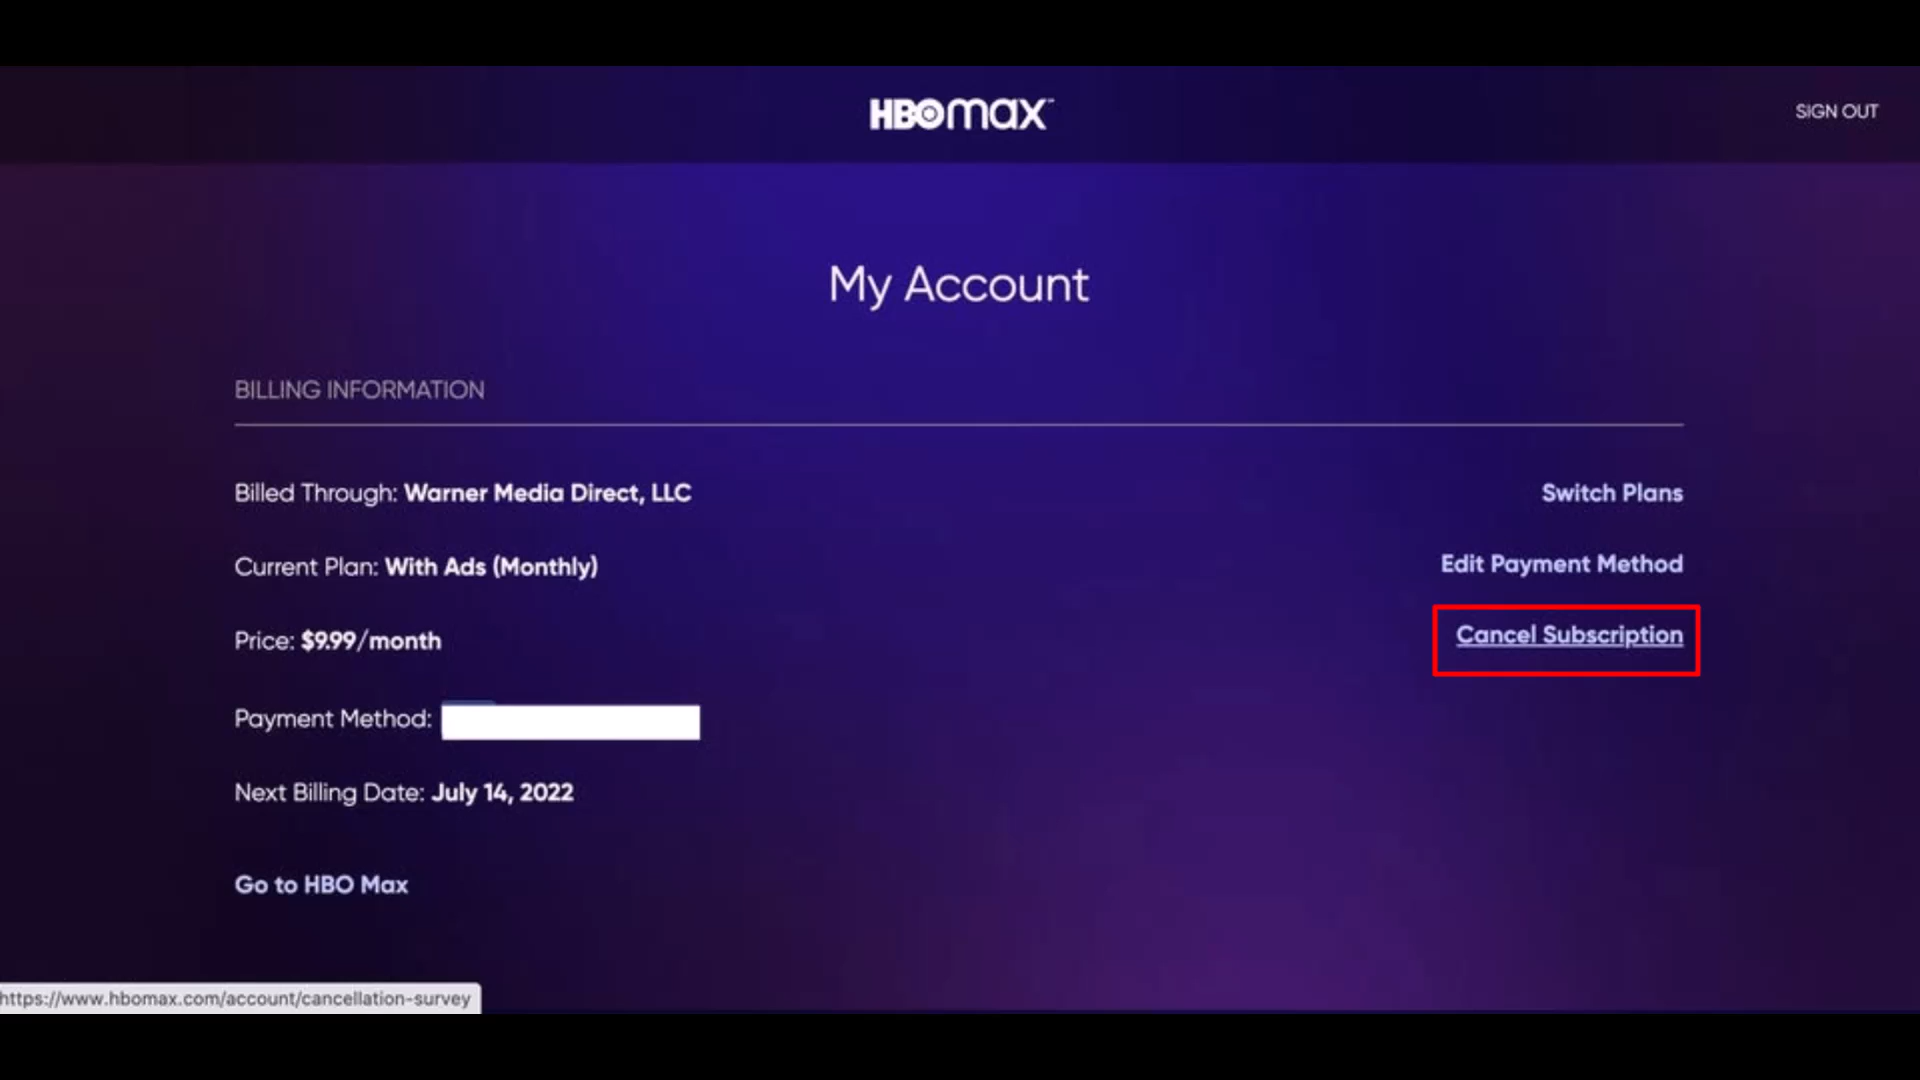 HBOmax
SIGN OUT
My Account
BILLING INFORMATION
Billed Through: Warner Media Direct, LLC
Switch Plans
Current Plan: With Ads (Monthly)
Edit Payment Method
Price: $9.99/month
Cancel Subscription
Payment Method:
Next Billing Date: July 14, 2022
Go to HBO Max
https://www.hbomax.com/account/cancellation-survey